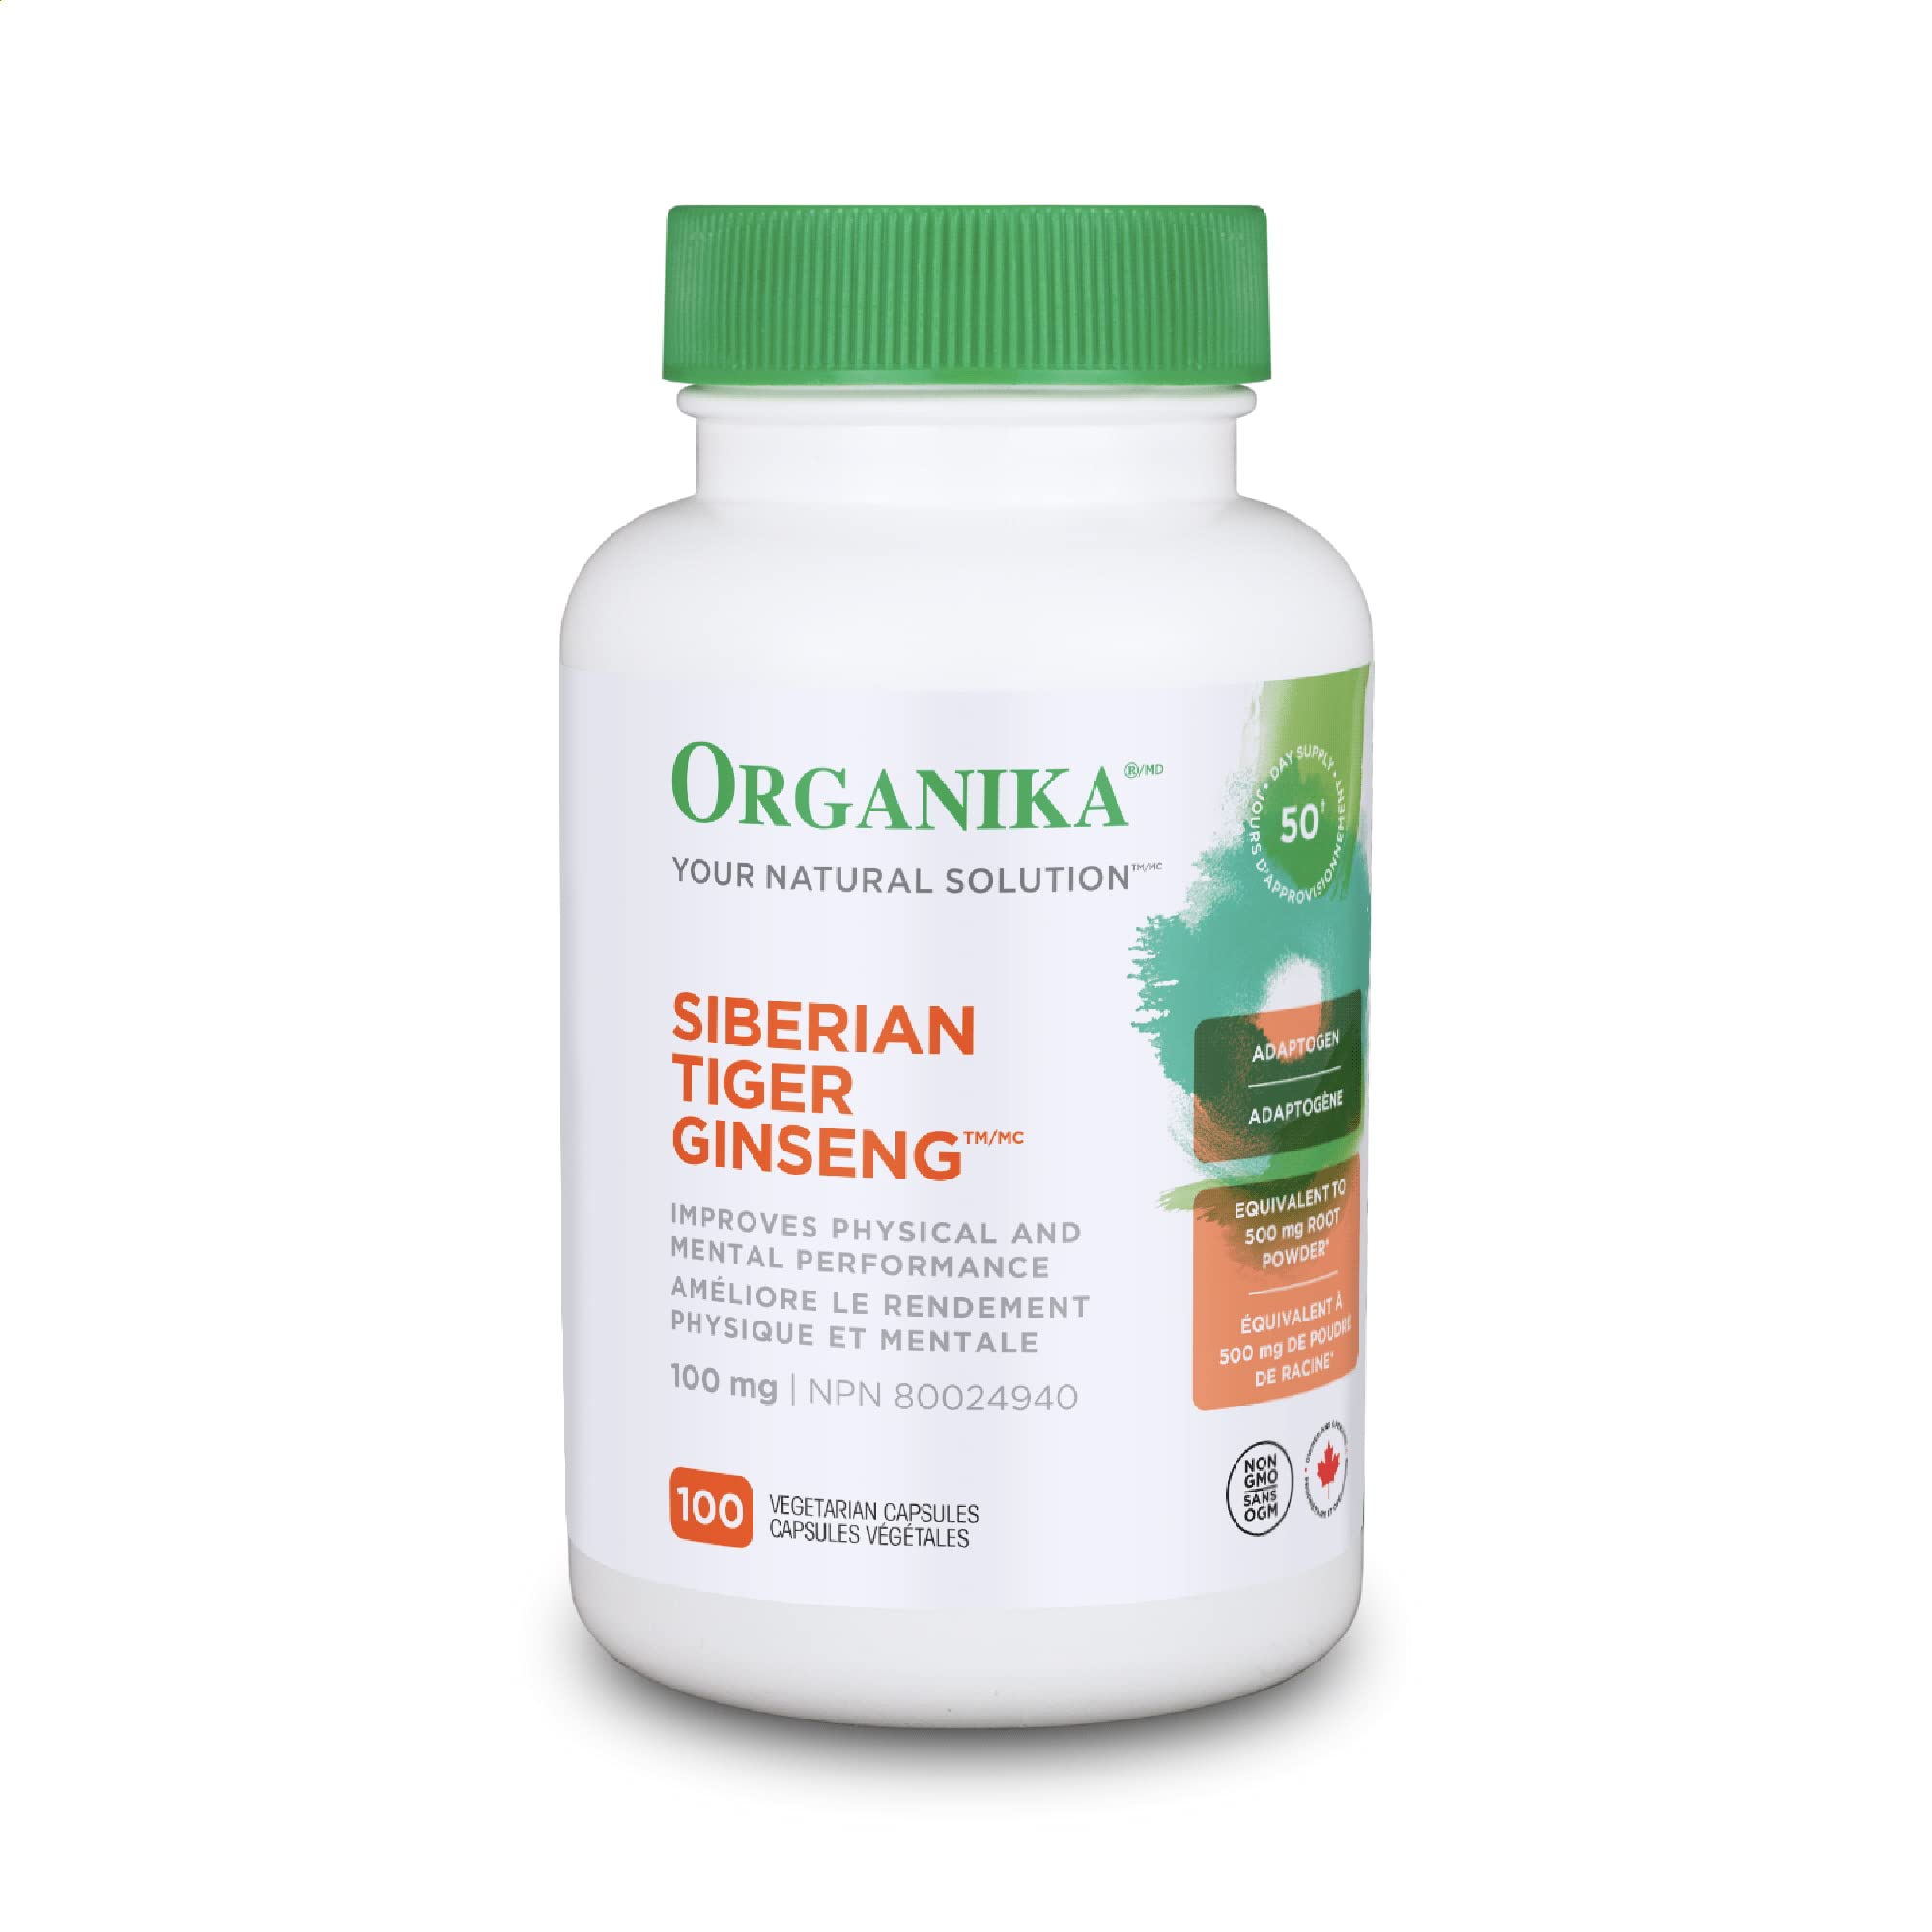 ORGANIKA®/MD
YOUR NATURAL SOLUTION™/MC
DAY SUPPLY • JOURS D'APPROVISIONNEMENT •
50†
SIBERIAN
TIGER
GINSENG™/MC
IMPROVES PHYSICAL AND
MENTAL PERFORMANCE
AMÉLIORE LE RENDEMENT
PHYSIQUE ET MENTALE
100 mg | NPN 80024940
100
VEGETARIAN CAPSULES
CAPSULES VÉGÉTALES
ADAPTOGEN
ADAPTOGÈNE
EQUIVALENT TO
500 mg ROOT
POWDER*
ÉQUIVALENT À
500 mg DE POUDRE
DE RACINE*
NON
GMO
SANS
OGM